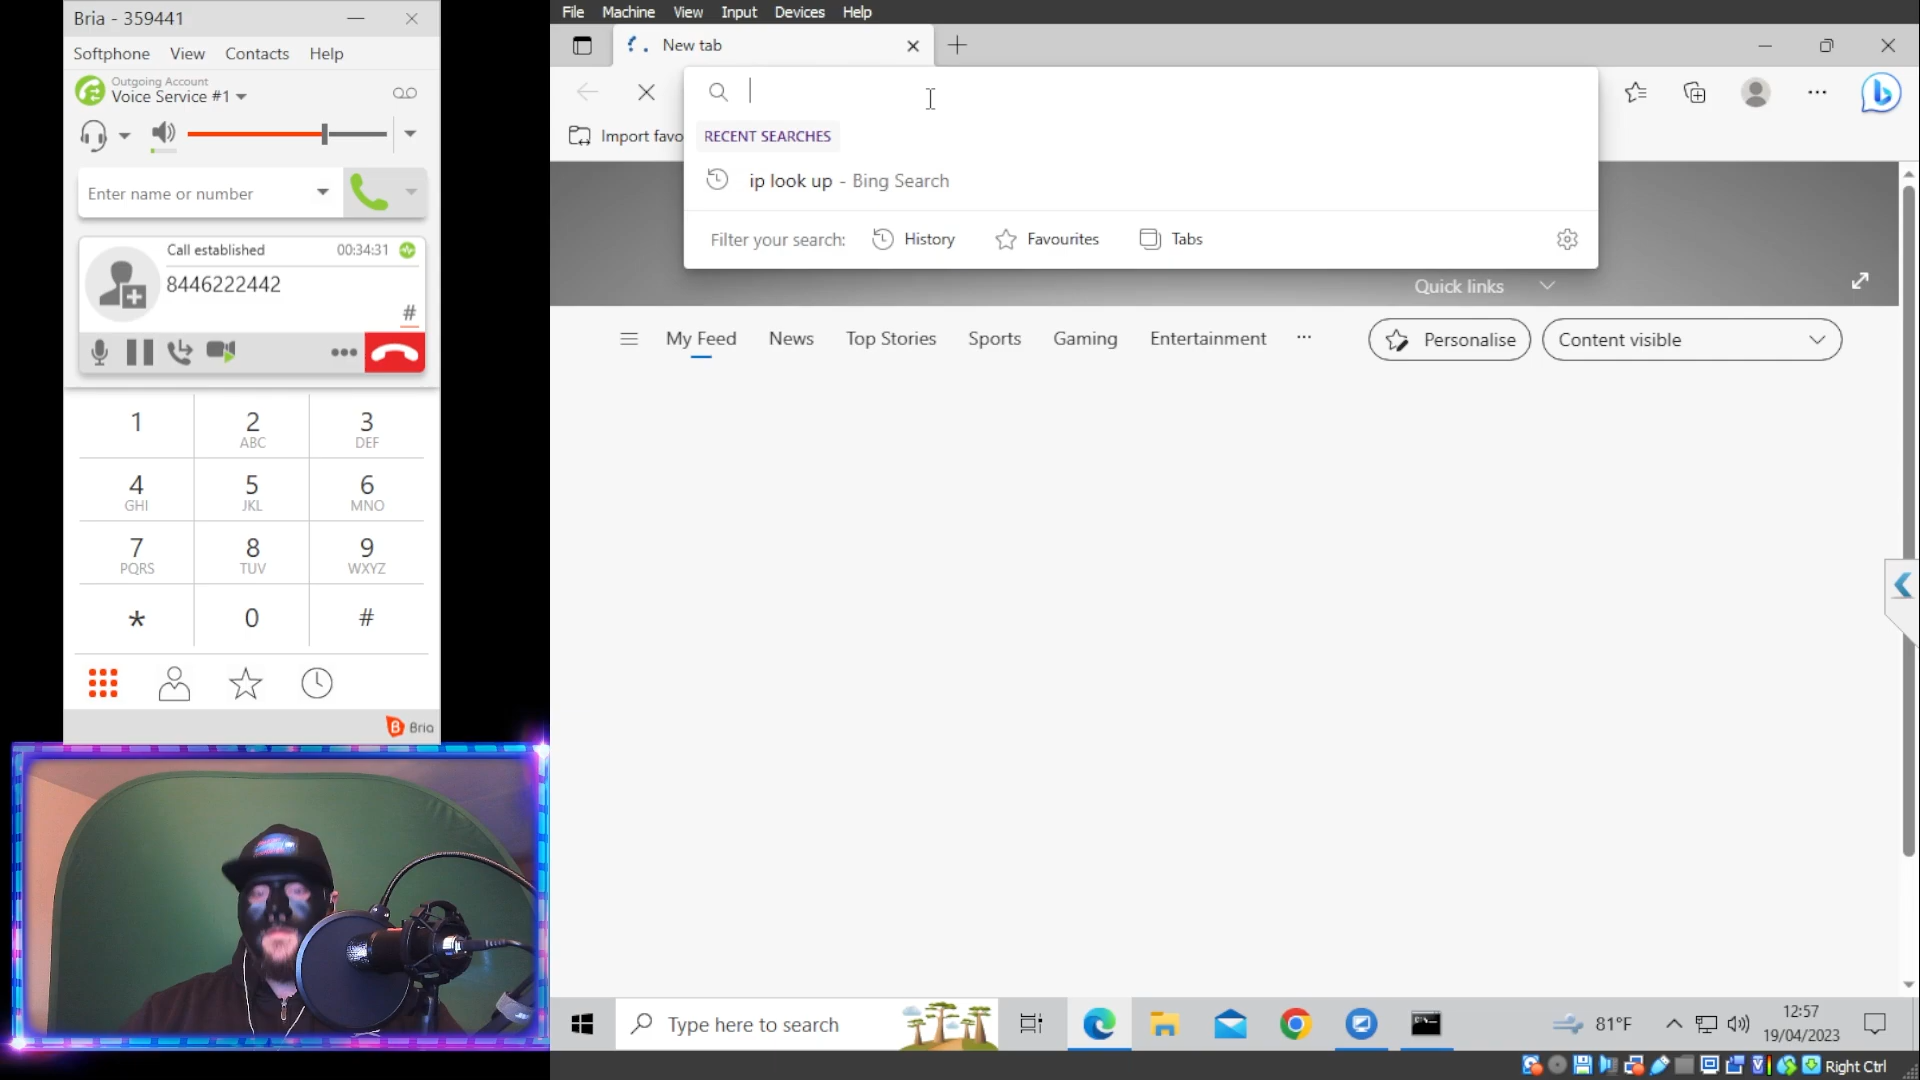 Bria - 359441
Softphone View Contacts Help
Outgoing Account
Voice Service #1
Enter name or number
Call established 00:34:31
8446222442
#
1 2 3
ABC DEF
4 5 6
GHI JKL MNO
7 8 9
PQRS TUV WXYZ
* 0 #
Bria
File Machine View Input Devices Help
New tab
Import favo
RECENT SEARCHES
ip look up - Bing Search
Filter your search: History Favourites Tabs
Quick links
My Feed News Top Stories Sports Gaming Entertainment ... Personalise Content visible
Type here to search
81°F
12:57
19/04/2023
Right Ctrl